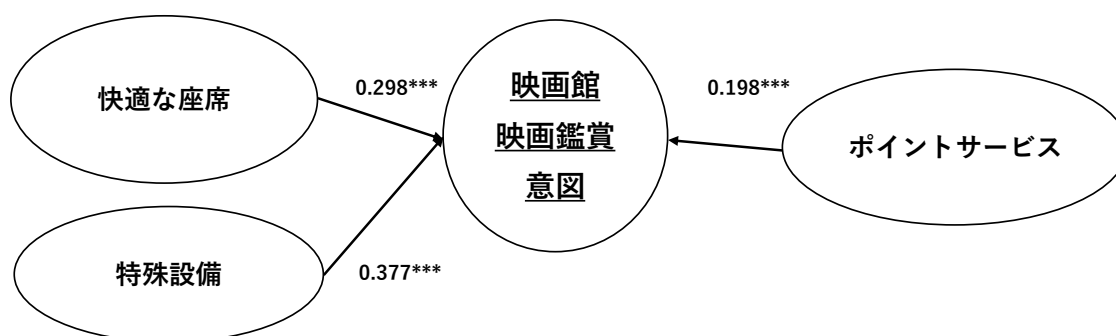 快適な座席
0.298***
映画館
映画鑑賞
意図
0.198***
ポイントサービス
特殊設備
0.377***